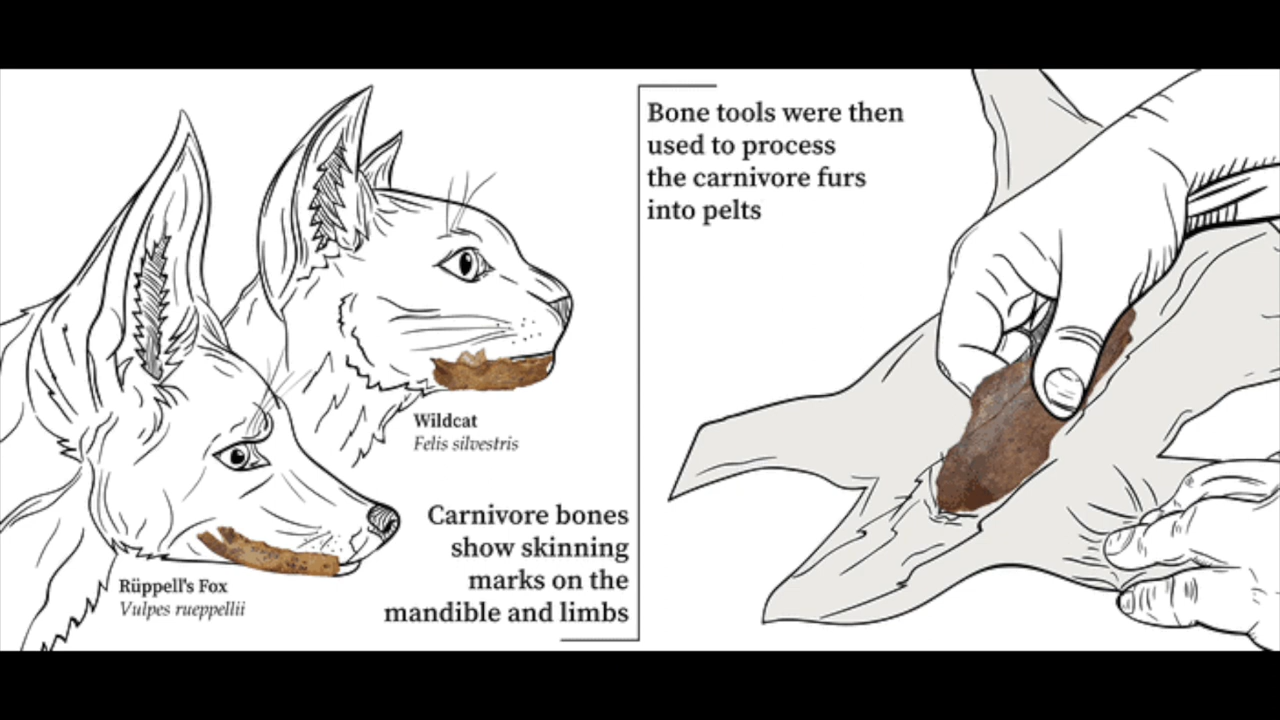 Wildcat
Felis silvestris
Rüppell's Fox
Vulpes rueppellii
Carnivore bones
show skinning
marks on the
mandible and limbs
Bone tools were then
used to process
the carnivore furs
into pelts